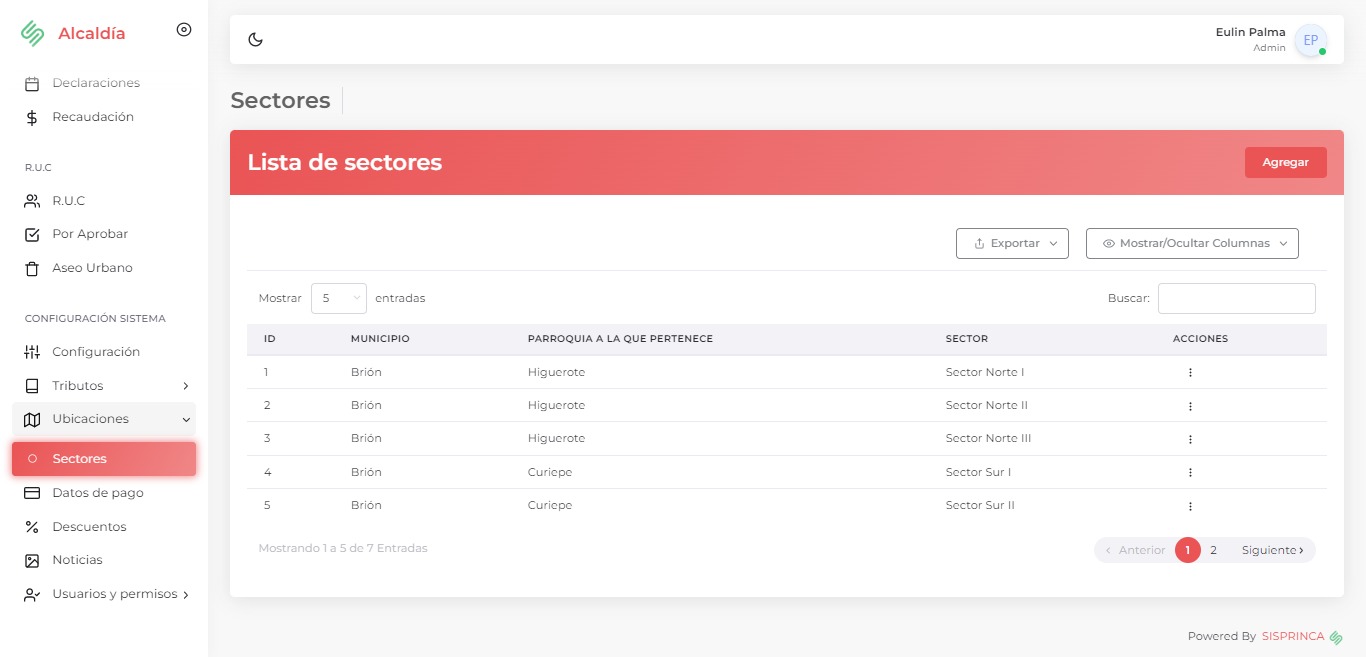 Alcaldía
Declaraciones
Recaudación
R.U.C
R.U.C
Por Aprobar
Aseo Urbano
CONFIGURACIÓN SISTEMA
Configuración
Tributos
Ubicaciones
Sectores
Datos de pago
Descuentos
Noticias
Usuarios y permisos
Eulin Palma
Admin
EP
Sectores
Lista de sectores
Agregar
Exportar
Mostrar/Ocultar Columnas
Mostrar 5 entradas
Buscar:
ID MUNICIPIO PARROQUIA A LA QUE PERTENECE SECTOR ACCIONES
1 Brión Higuerote Sector Norte I
2 Brión Higuerote Sector Norte II
3 Brión Higuerote Sector Norte III
4 Brión Curiepe Sector Sur I
5 Brión Curiepe Sector Sur II
Mostrando 1 a 5 de 7 Entradas
‹ Anterior 1 2 Siguiente ›
Powered By SISPRINCA